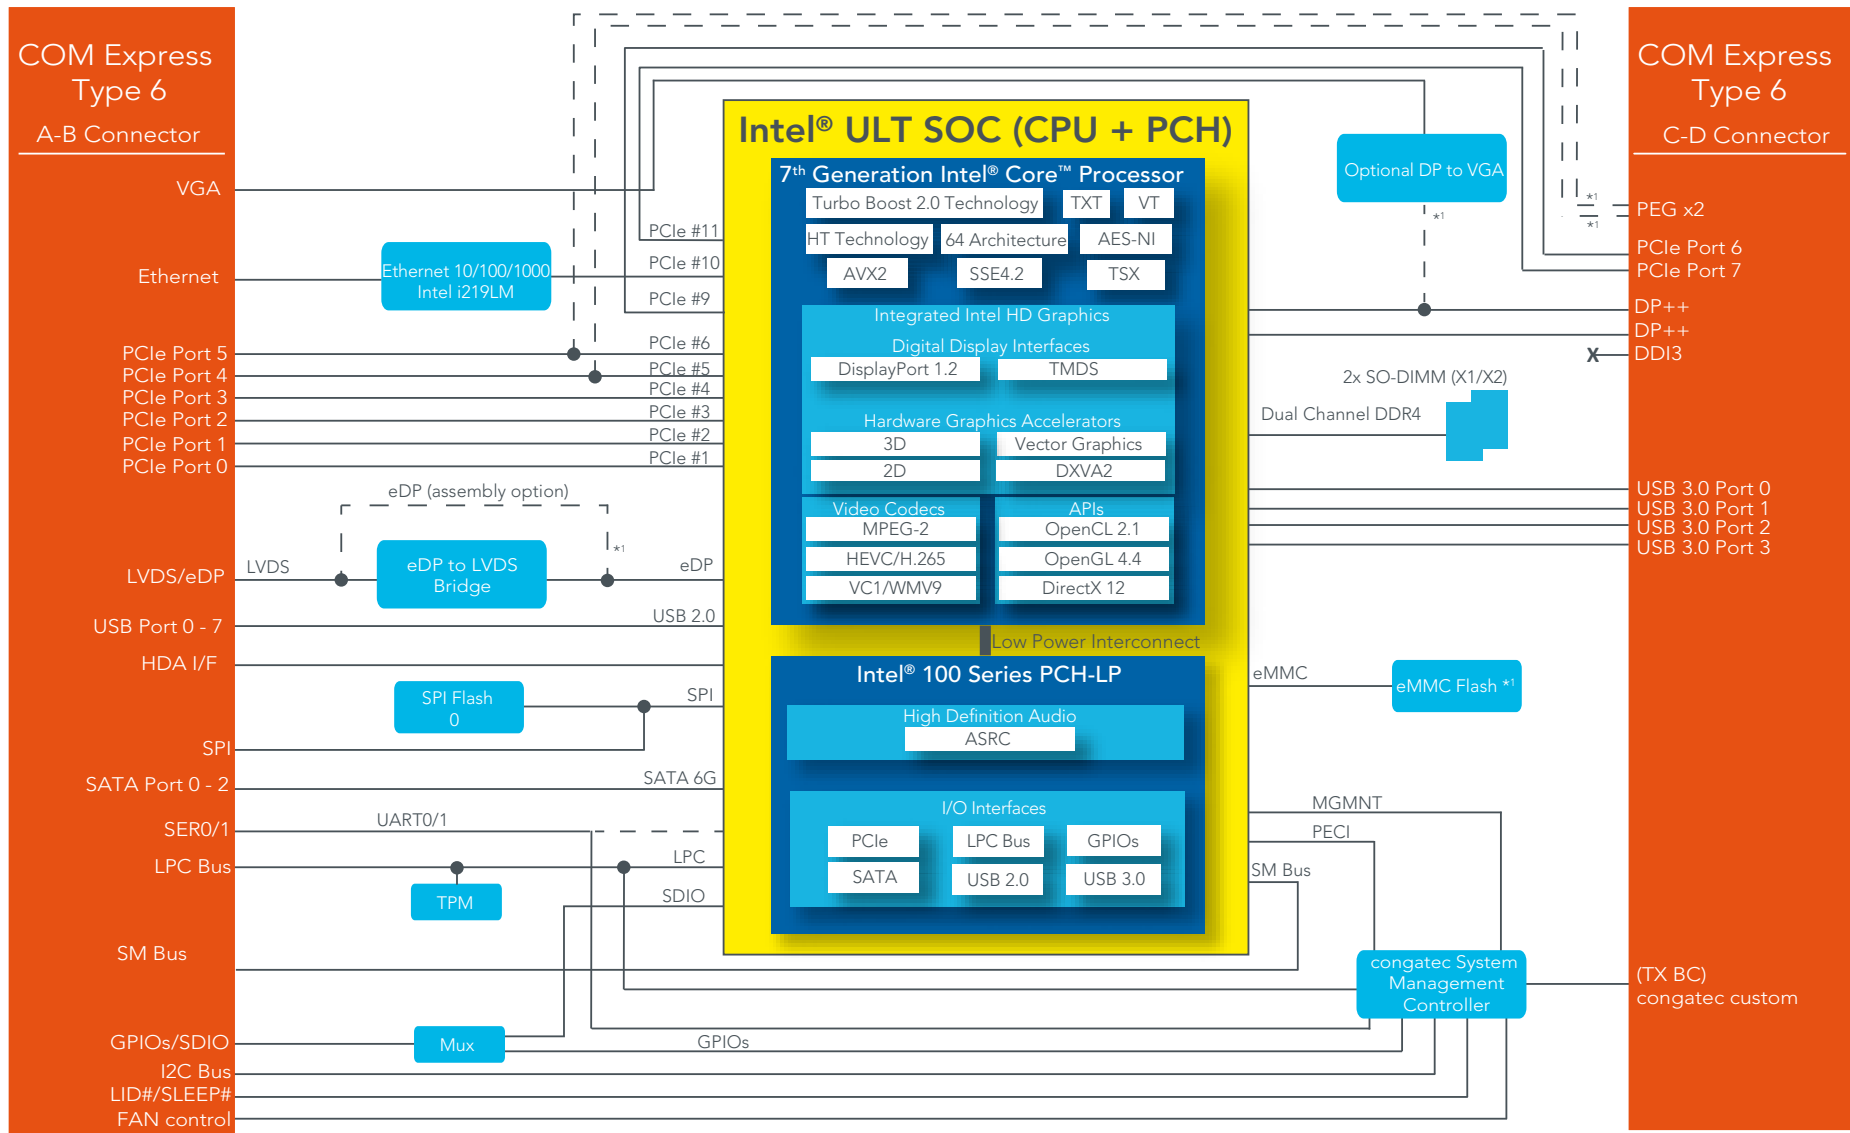 COM Express
Type 6
A-B Connector
VGA
Ethernet
PCIe Port 5
PCIe Port 4
PCIe Port 3
PCIe Port 2
PCIe Port 1
PCIe Port 0
LVDS/eDP
USB Port 0 - 7
HDA I/F
SPI
SATA Port 0 - 2
SER0/1
LPC Bus
SM Bus
GPIOs/SDIO
I2C Bus
LID#/SLEEP#
FAN control
Ethernet 10/100/1000
Intel i219LM
eDP (assembly option)
*1
LVDS
eDP to LVDS
Bridge
SPI Flash
0
UART0/1
TPM
Mux
GPIOs
PCIe #11
PCIe #10
PCIe #9
PCIe #6
PCIe #5
PCIe #4
PCIe #3
PCIe #2
PCIe #1
eDP
USB 2.0
SPI
SATA 6G
LPC
SDIO
Intel® ULT SOC (CPU + PCH)
7th Generation Intel® Core™ Processor
Turbo Boost 2.0 Technology
TXT
VT
HT Technology
64 Architecture
AES-NI
AVX2
SSE4.2
TSX
Integrated Intel HD Graphics
Digital Display Interfaces
DisplayPort 1.2
TMDS
Hardware Graphics Accelerators
3D
Vector Graphics
2D
DXVA2
Video Codecs
MPEG-2
HEVC/H.265
VC1/WMV9
APIs
OpenCL 2.1
OpenGL 4.4
DirectX 12
Low Power Interconnect
Intel® 100 Series PCH-LP
High Definition Audio
ASRC
I/O Interfaces
PCIe
LPC Bus
GPIOs
SATA
USB 2.0
USB 3.0
Optional DP to VGA
*1
*1
*1
2x SO-DIMM (X1/X2)
Dual Channel DDR4
eMMC
eMMC Flash *1
MGMNT
PECI
SM Bus
congatec System
Management
Controller
COM Express
Type 6
C-D Connector
PEG x2
PCIe Port 6
PCIe Port 7
DP++
DP++
X
DDI3
USB 3.0 Port 0
USB 3.0 Port 1
USB 3.0 Port 2
USB 3.0 Port 3
(TX BC)
congatec custom